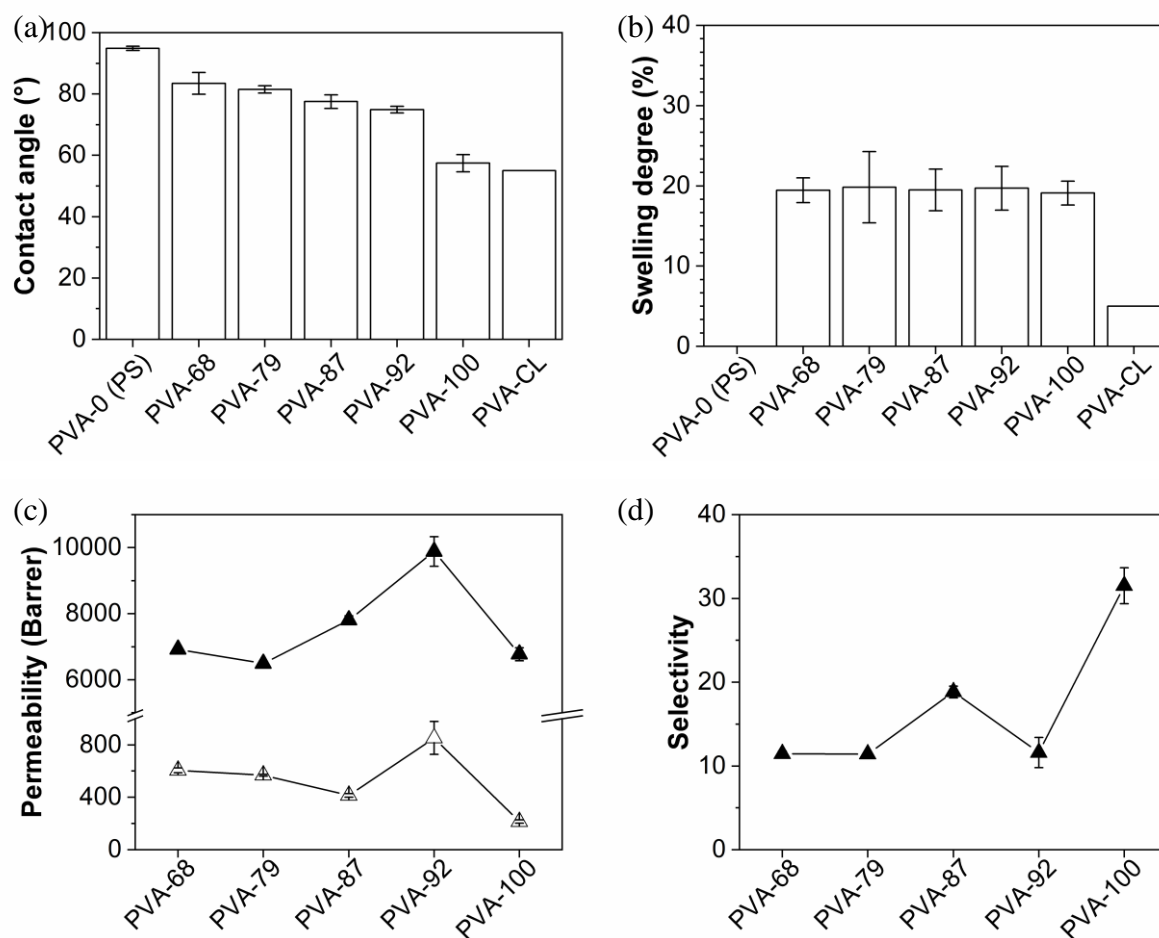 (a)
100
80
60
40
20
0
Contact angle (°)
PVA-0 (PS)
PVA-68
PVA-79
PVA-87
PVA-92
PVA-100
PVA-CL
(b)
40
30
20
10
0
Swelling degree (%)
PVA-0 (PS)
PVA-68
PVA-79
PVA-87
PVA-92
PVA-100
PVA-CL
(c)
10000
8000
6000
800
400
0
Permeability (Barrer)
PVA-68
PVA-79
PVA-87
PVA-92
PVA-100
(d)
40
30
20
10
0
Selectivity
PVA-68
PVA-79
PVA-87
PVA-92
PVA-100